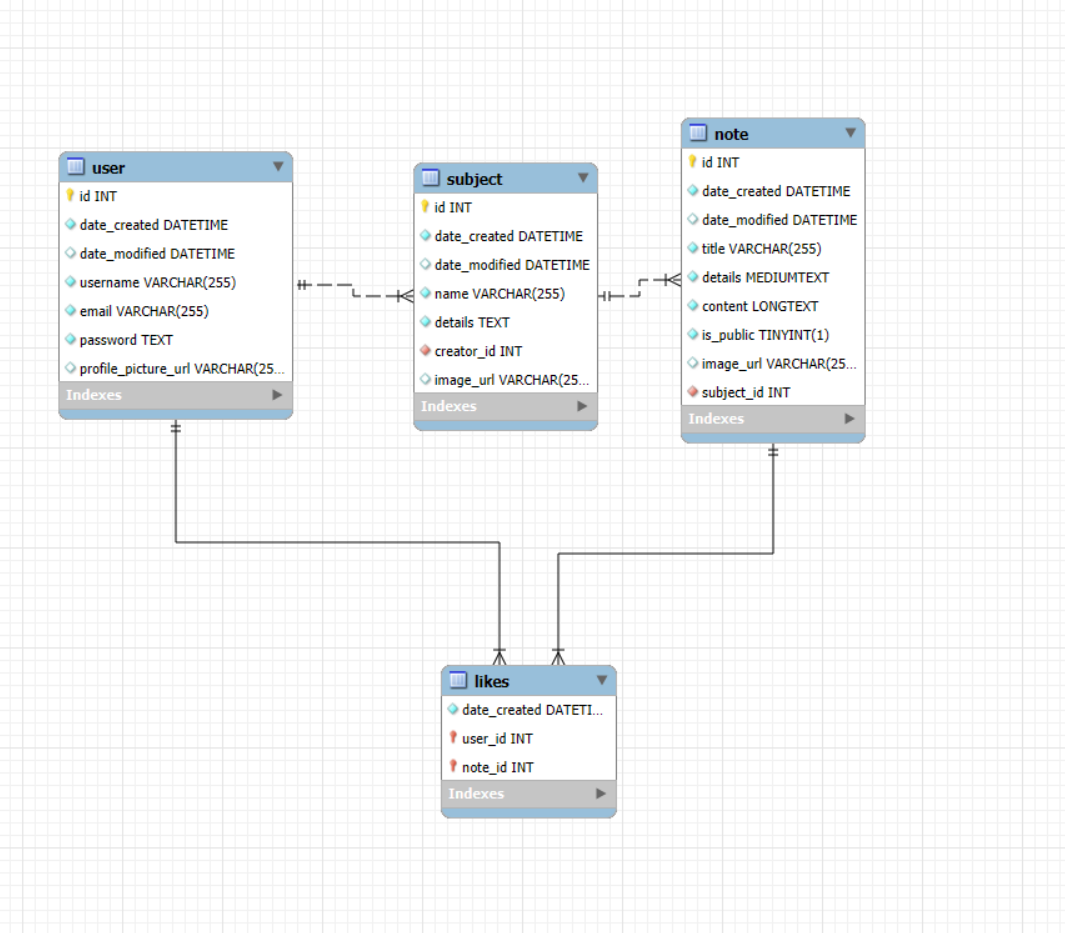 user
id INT
date_created DATETIME
date_modified DATETIME
username VARCHAR(255)
email VARCHAR(255)
password TEXT
profile_picture_url VARCHAR(25...
Indexes
subject
id INT
date_created DATETIME
date_modified DATETIME
name VARCHAR(255)
details TEXT
creator_id INT
image_url VARCHAR(25...
Indexes
note
id INT
date_created DATETIME
date_modified DATETIME
title VARCHAR(255)
details MEDIUMTEXT
content LONGTEXT
is_public TINYINT(1)
image_url VARCHAR(25...
subject_id INT
Indexes
likes
date_created DATETI...
user_id INT
note_id INT
Indexes